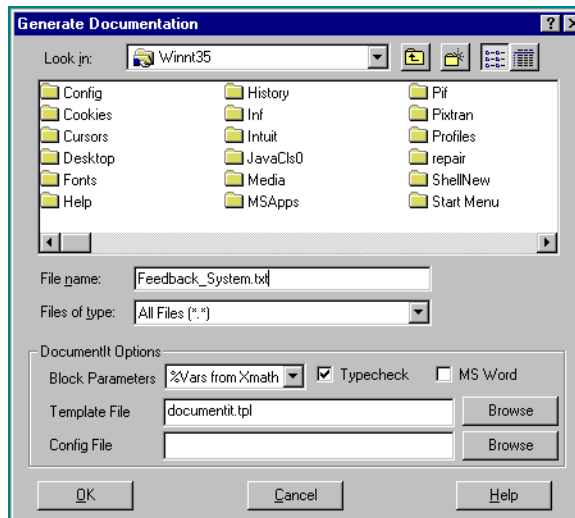 Generate Documentation
Look in: Winnt35
Config History Pif
Cookies Inf Pixtran
Cursors Intuit Profiles
Desktop JavaCls0 repair
Fonts Media ShellNew
Help MSApps Start Menu
File name: Feedback_System.txt
Files of type: All Files (*.*)
DocumentIt Options
Block Parameters %Vars from Xmath Typecheck MS Word
Template File documentit.tpl Browse
Config File Browse
OK Cancel Help